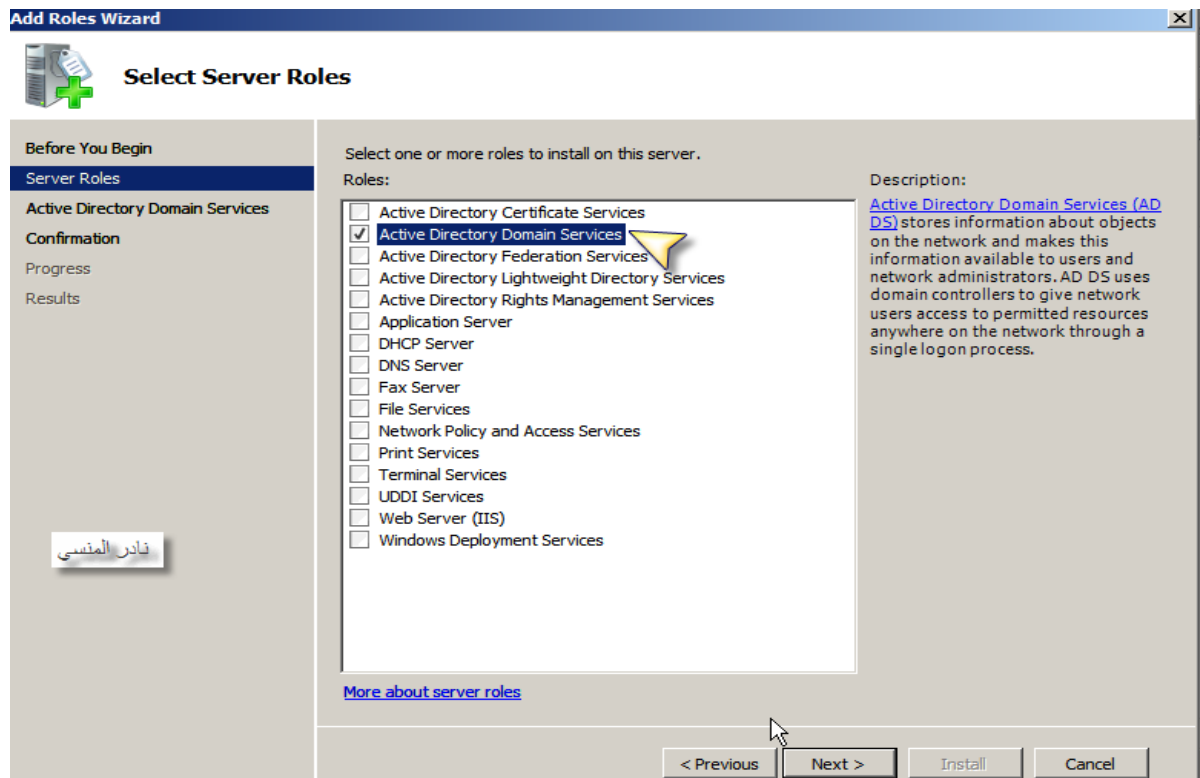 Add Roles Wizard
Select Server Roles
Before You Begin
Server Roles
Active Directory Domain Services
Confirmation
Progress
Results
نادر المنسي
Select one or more roles to install on this server.
Roles:
Active Directory Certificate Services
Active Directory Domain Services
Active Directory Federation Services
Active Directory Lightweight Directory Services
Active Directory Rights Management Services
Application Server
DHCP Server
DNS Server
Fax Server
File Services
Network Policy and Access Services
Print Services
Terminal Services
UDDI Services
Web Server (IIS)
Windows Deployment Services
More about server roles
Description:
Active Directory Domain Services (AD
DS) stores information about objects
on the network and makes this
information available to users and
network administrators. AD DS uses
domain controllers to give network
users access to permitted resources
anywhere on the network through a
single logon process.
< Previous
Next >
Install
Cancel